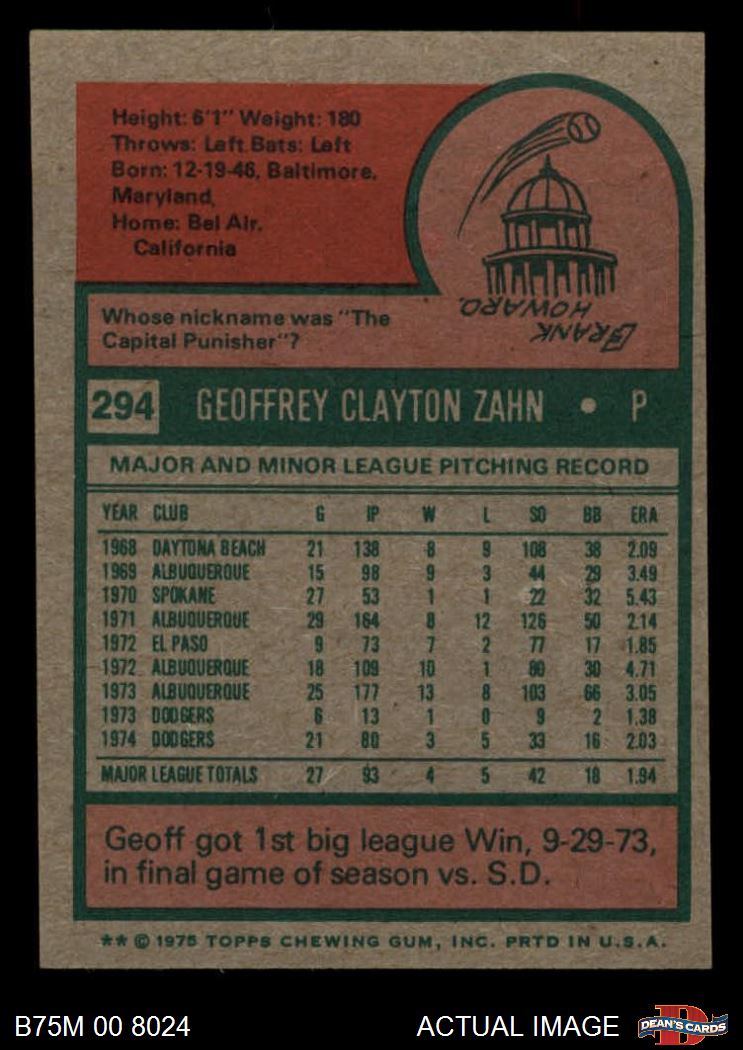 Height: 6'1" Weight: 180
Throws: Left Bats: Left
Born: 12-19-46, Baltimore,
Maryland
Home: Bel Air,
California
FRANK
HOWARD.
Whose nickname was "The
Capital Punisher"?
294 GEOFFREY CLAYTON ZAHN • P
MAJOR AND MINOR LEAGUE PITCHING RECORD
YEAR CLUB G IP W L SO BB ERA
1968 DAYTONA BEACH 21 138 8 9 108 38 2.09
1969 ALBUQUERQUE 15 98 9 3 44 29 3.49
1970 SPOKANE 27 53 1 1 22 32 5.43
1971 ALBUQUERQUE 29 164 8 12 126 50 2.14
1972 EL PASO 9 73 7 2 77 17 1.85
1972 ALBUQUERQUE 18 109 10 1 80 30 4.71
1973 ALBUQUERQUE 25 177 13 8 103 66 3.05
1973 DODGERS 6 13 1 0 9 2 1.38
1974 DODGERS 21 80 3 5 33 16 2.03
MAJOR LEAGUE TOTALS 27 93 4 5 42 18 1.94
Geoff got 1st big league Win, 9-29-73,
in final game of season vs. S.D.
** © 1975 TOPPS CHEWING GUM, INC. PRTD IN U.S.A.
B75M 00 8024 ACTUAL IMAGE D DEAN'S CARDS